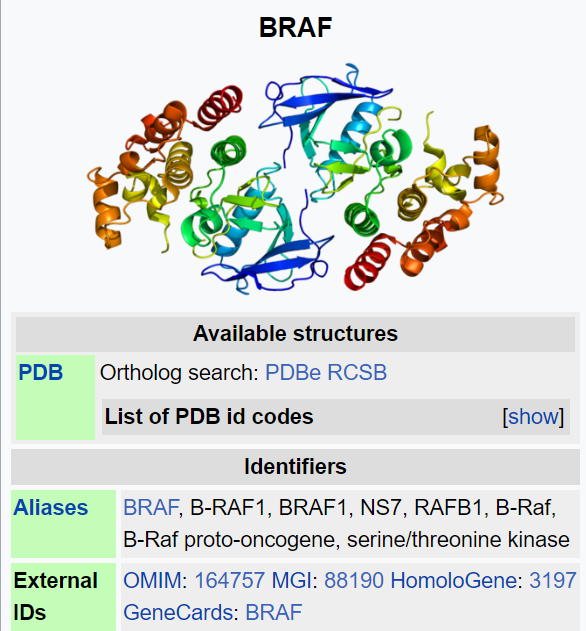 BRAF
Available structures
PDB Ortholog search: PDBe RCSB
List of PDB id codes [show]
Identifiers
Aliases BRAF, B-RAF1, BRAF1, NS7, RAFB1, B-Raf,
B-Raf proto-oncogene, serine/threonine kinase
External OMIM: 164757 MGI: 88190 HomoloGene: 3197
IDs GeneCards: BRAF